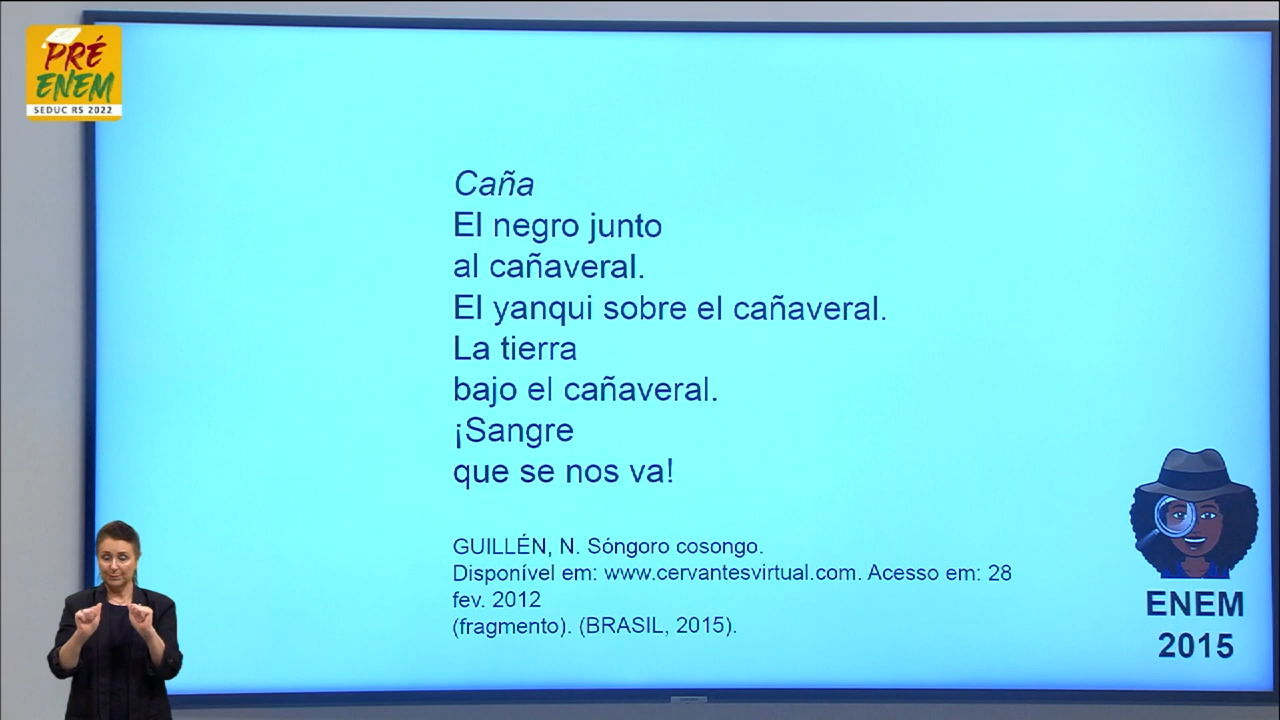 PRÉ
ENEM
SEDUC RS 2022
Caña
El negro junto
al cañaveral.
El yanqui sobre el cañaveral.
La tierra
bajo el cañaveral.
¡Sangre
que se nos va!
GUILLÉN, N. Sóngoro cosongo.
Disponível em: www.cervantesvirtual.com. Acesso em: 28
fev. 2012
(fragmento). (BRASIL, 2015).
ENEM
2015